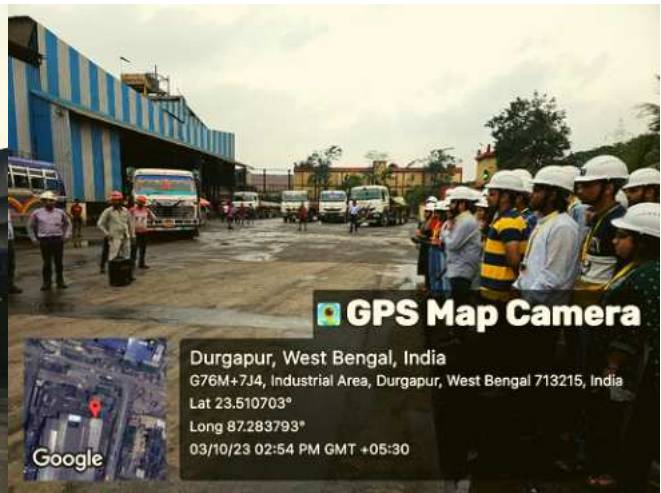 GPS Map Camera
Durgapur, West Bengal, India
G76M+7J4, Industrial Area, Durgapur, West Bengal 713215, India
Lat 23.510703°
Long 87.283793°
03/10/23 02:54 PM GMT +05:30
Google